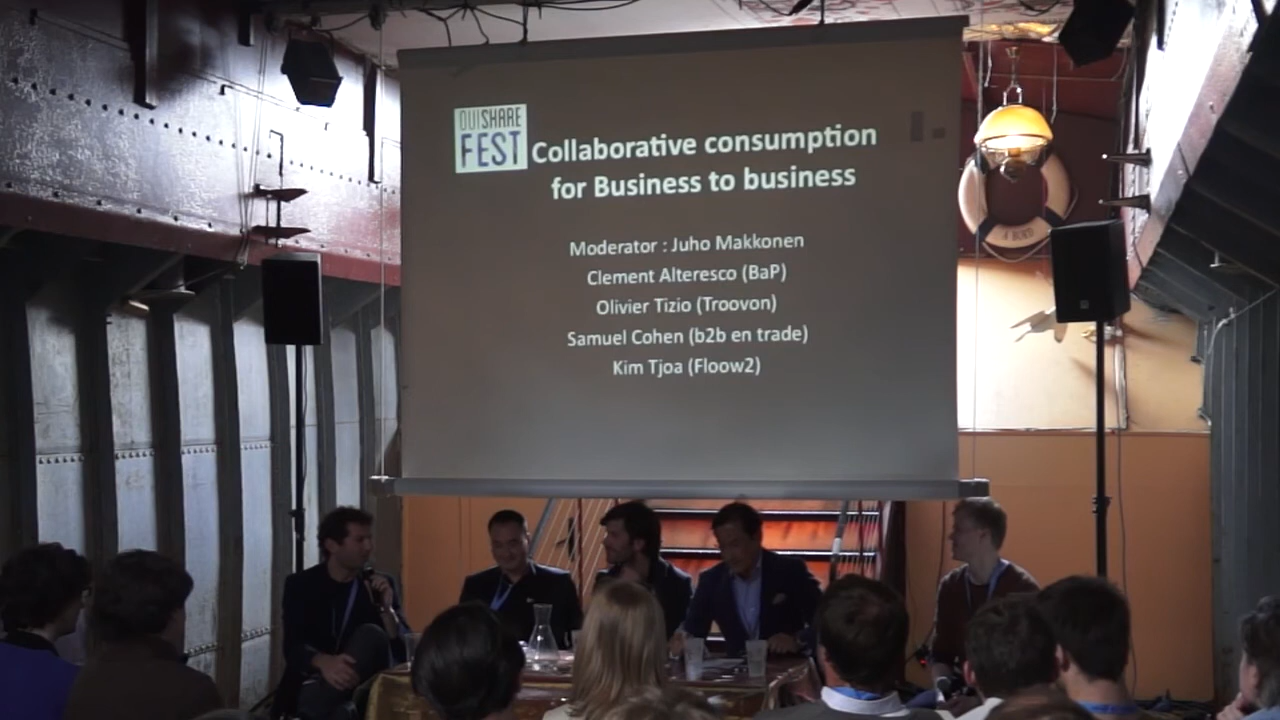 OUISHARE
FEST
Collaborative consumption
for Business to business
Moderator : Juho Makkonen
Clement Alteresco (BaP)
Olivier Tizio (Troovon)
Samuel Cohen (b2b en trade)
Kim Tjoa (Floow2)
A BORD